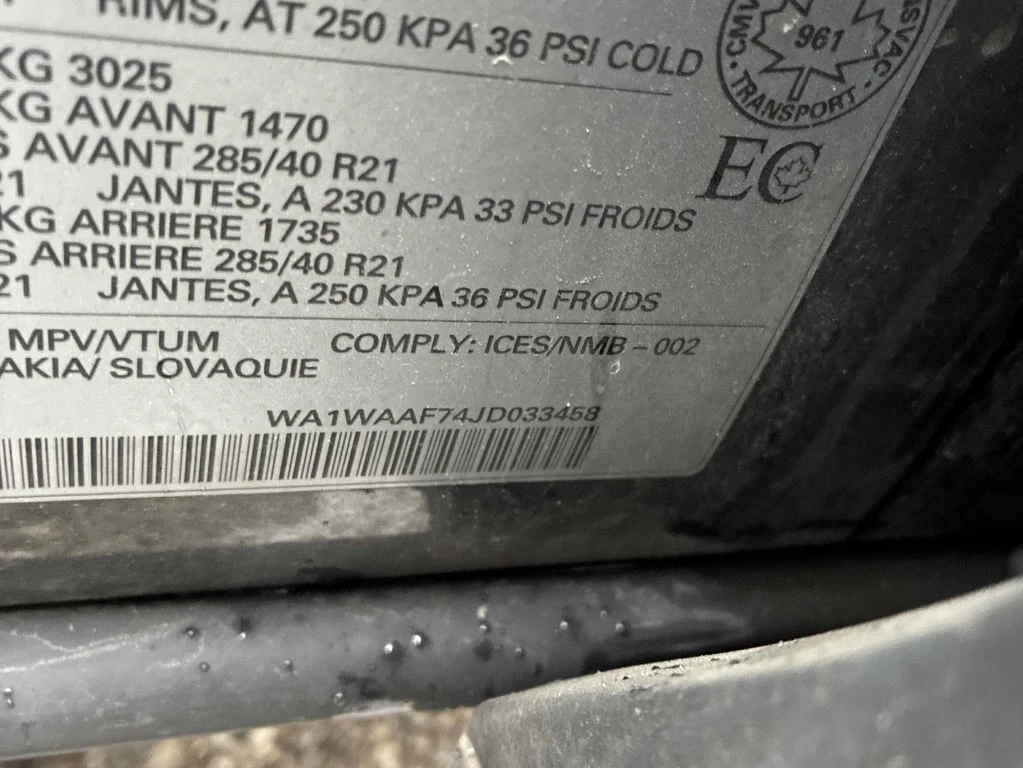 RIMS, AT 250 KPA 36 PSI COLD
KG 3025
KG AVANT 1470
S AVANT 285/40 R21
21 JANTES, A 230 KPA 33 PSI FROIDS
KG ARRIERE 1735
S ARRIERE 285/40 R21
21 JANTES, A 250 KPA 36 PSI FROIDS
MPV/VTUM COMPLY: ICES/NMB – 002
AKIA/ SLOVAQUIE
WA1WAAF74JD033458
961
CMV
TRANSPORT
SVAC
EC